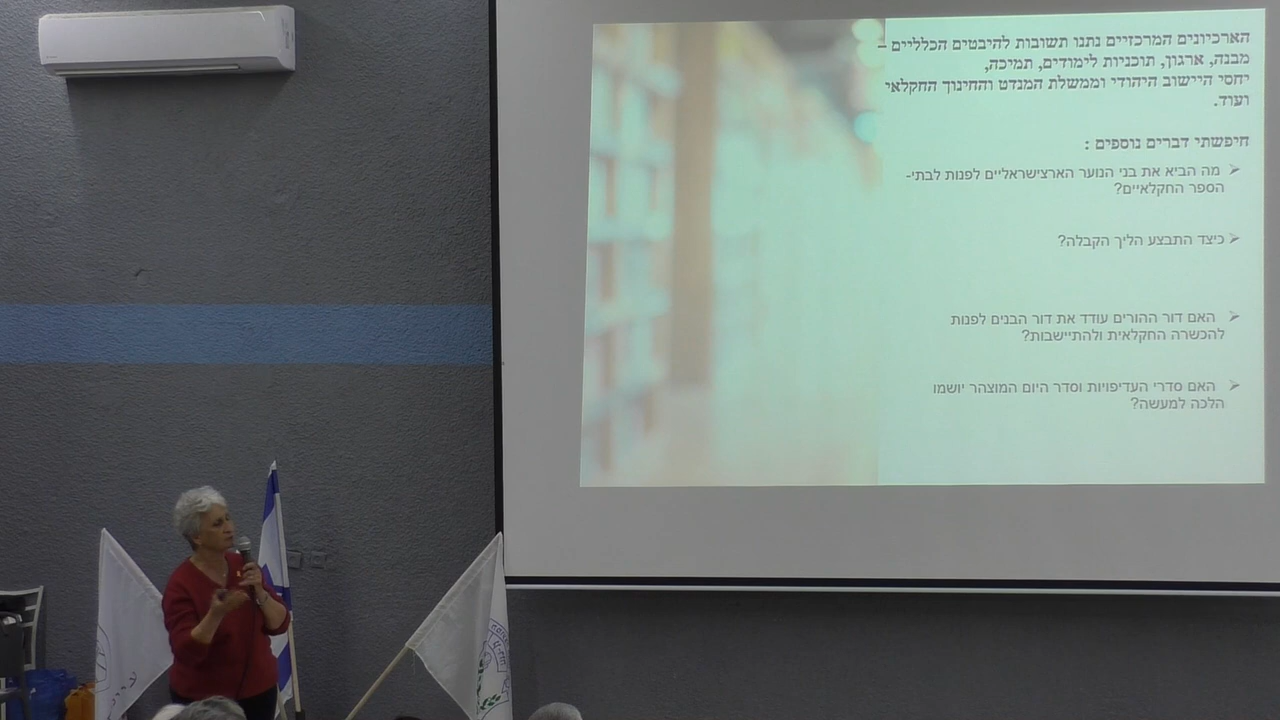 הארכיונים המרכזיים נתנו תשובות להיבטים הכלליים –
מבנה, ארגון, תוכניות לימודים, תמיכה,
יחסי היישוב היהודי וממשלת המנדט והחינוך החקלאי
ועוד.
חיפשתי דברים נוספים :
➢ מה הביא את בני הנוער הארצישראליים לפנות לבתי-
הספר החקלאיים?
➢ כיצד התבצע הליך הקבלה?
➢ האם דור ההורים עודד את דור הבנים לפנות
להכשרה החקלאית ולהתיישבות?
➢ האם סדרי העדיפויות וסדר היום המוצהר יושמו
הלכה למעשה?